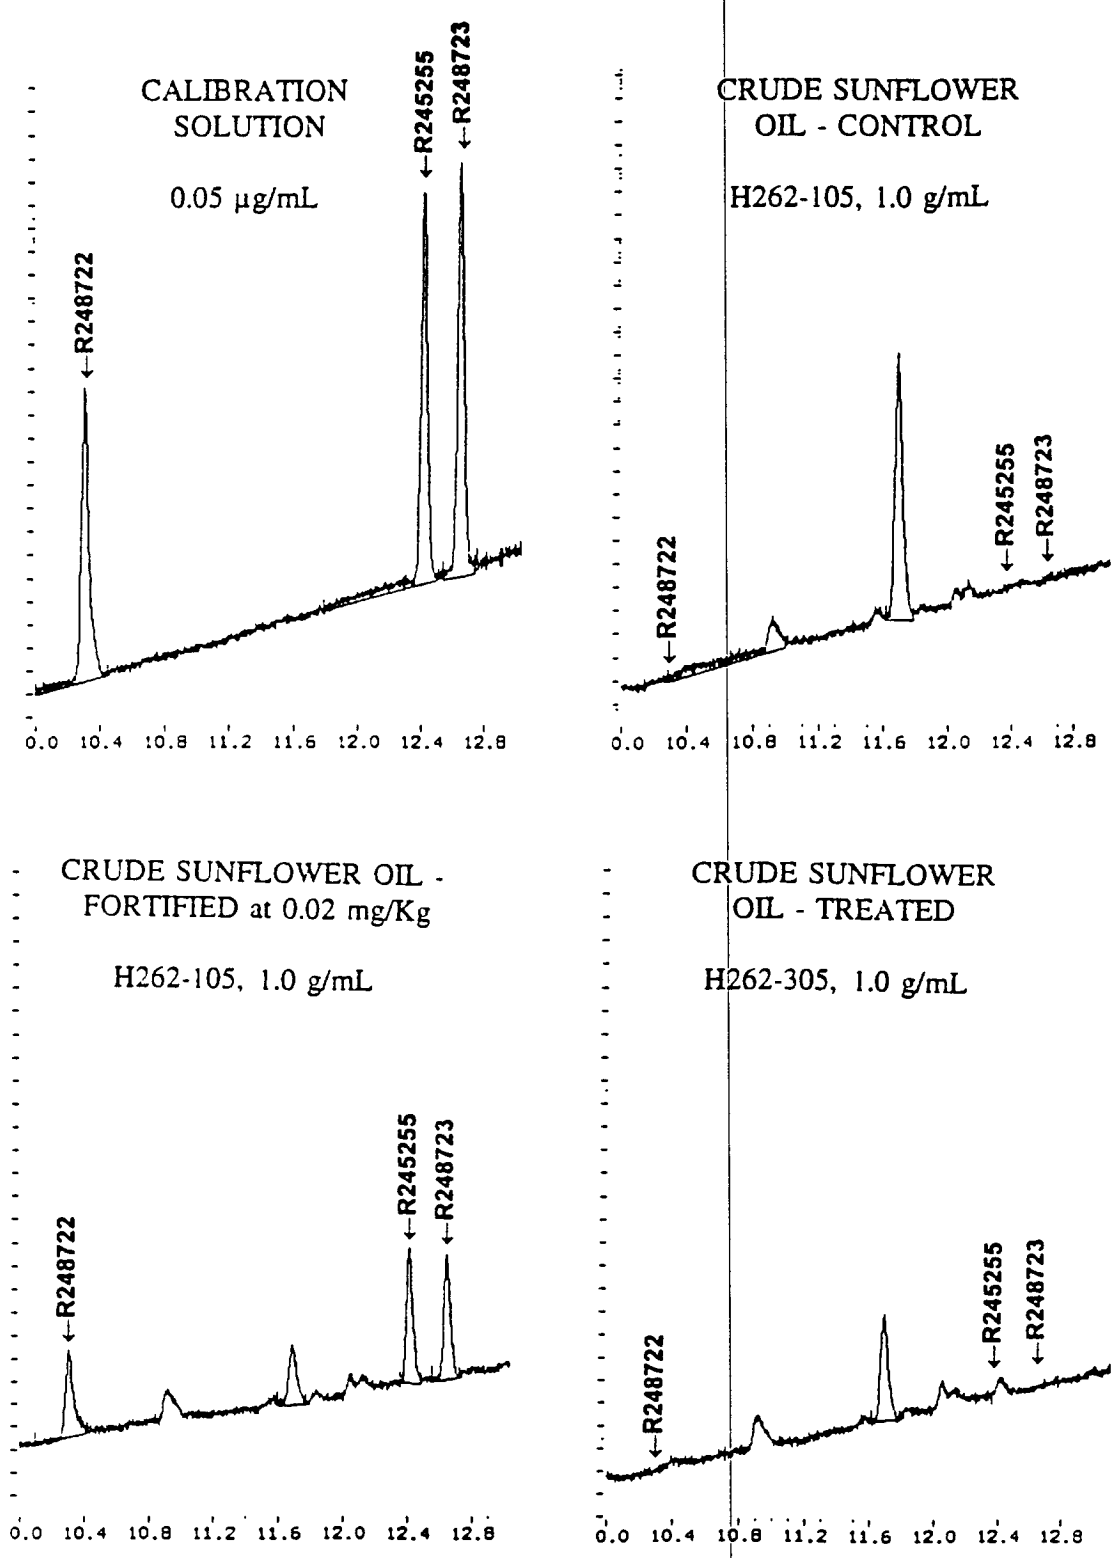 CALIBRATION
SOLUTION
0.05 µg/mL
←R248722
←R245255
←R248723
0.0 10.4 10.8 11.2 11.6 12.0 12.4 12.8
CRUDE SUNFLOWER
OIL - CONTROL
H262-105, 1.0 g/mL
←R248722
←R245255
←R248723
0.0 10.4 10.8 11.2 11.6 12.0 12.4 12.8
CRUDE SUNFLOWER OIL -
FORTIFIED at 0.02 mg/Kg
H262-105, 1.0 g/mL
←R248722
←R245255
←R248723
0.0 10.4 10.8 11.2 11.6 12.0 12.4 12.8
CRUDE SUNFLOWER
OIL - TREATED
H262-305, 1.0 g/mL
←R248722
←R245255
←R248723
0.0 10.4 10.8 11.2 11.6 12.0 12.4 12.8